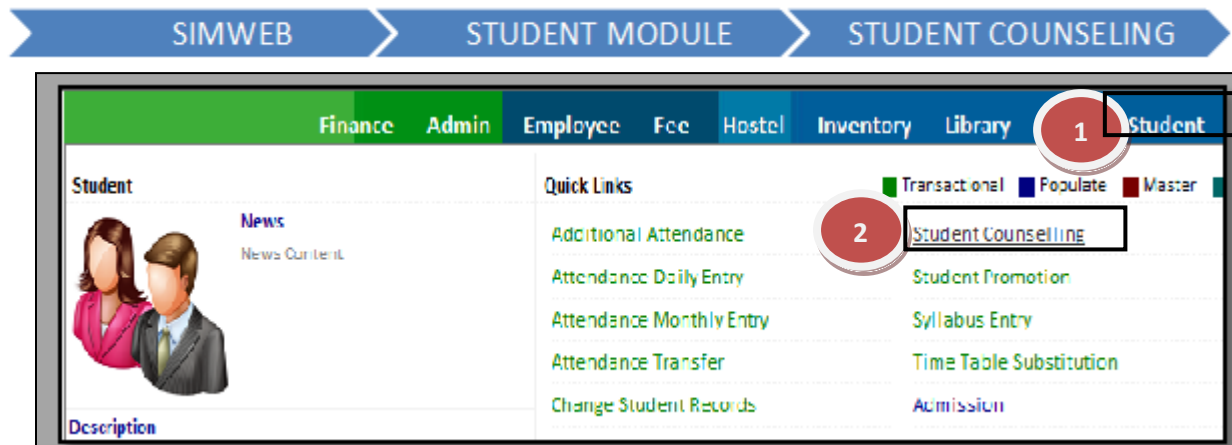 SIMWEB STUDENT MODULE STUDENT COUNSELING
Finance Admin Employee Fee Hostel Inventory Library 1 Student
Student
News
News Content
Description
Quick Links Transactional Populate Master
Additional Attendance 2 Student Counselling
Attendance Daily Entry Student Promotion
Attendance Monthly Entry Syllabus Entry
Attendance Transfer Time Table Substitution
Change Student Records Admission